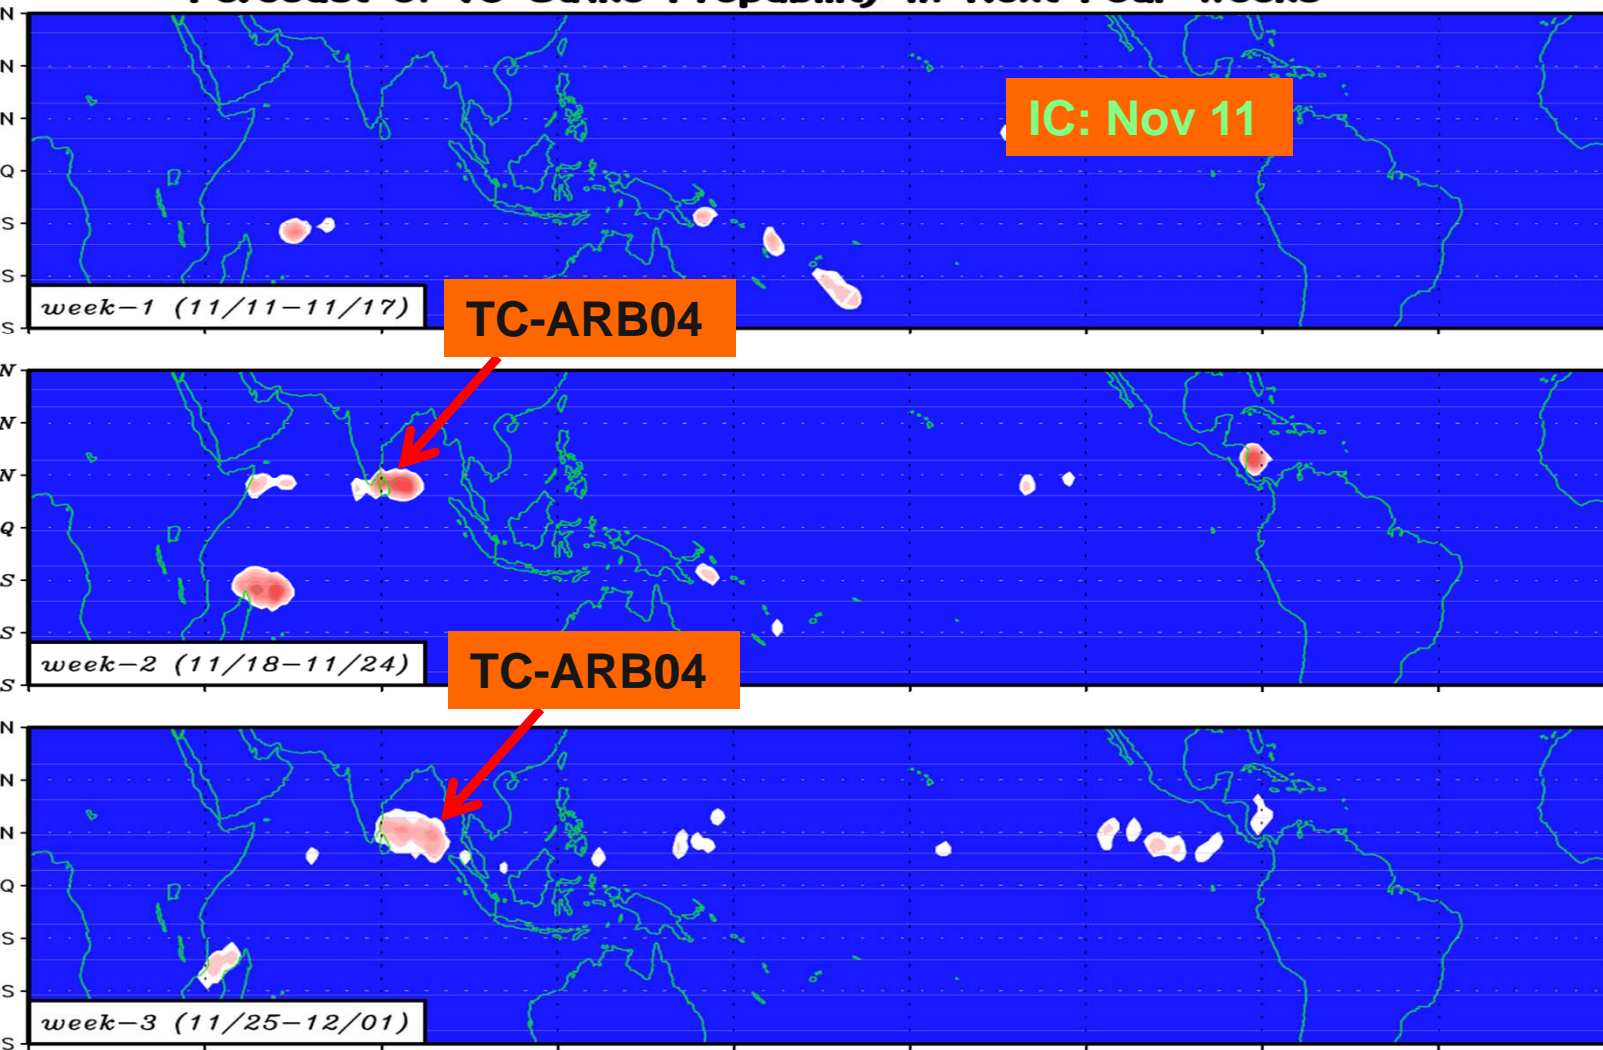 N
N
IC: Nov 11
N
Q
S
S
week-1 (11/11-11/17)
TC-ARB04
S
N
N
N
Q
S
S
week-2 (11/18-11/24)
TC-ARB04
S
N
N
N
Q
S
S
week-3 (11/25-12/01)
S